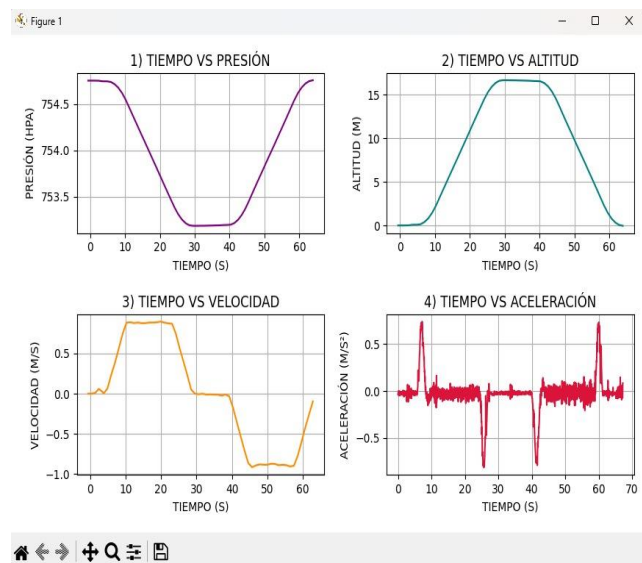 Figure 1
1) TIEMPO VS PRESIÓN
PRESIÓN (HPA)
754.5
754.0
753.5
0 10 20 30 40 50 60
TIEMPO (S)
2) TIEMPO VS ALTITUD
ALTITUD (M)
15
10
5
0
0 10 20 30 40 50 60
TIEMPO (S)
3) TIEMPO VS VELOCIDAD
VELOCIDAD (M/S)
0.5
0.0
−0.5
−1.0
0 10 20 30 40 50 60
TIEMPO (S)
4) TIEMPO VS ACELERACIÓN
ACELERACIÓN (M/S²)
0.5
0.0
−0.5
0 10 20 30 40 50 60 70
TIEMPO (S)